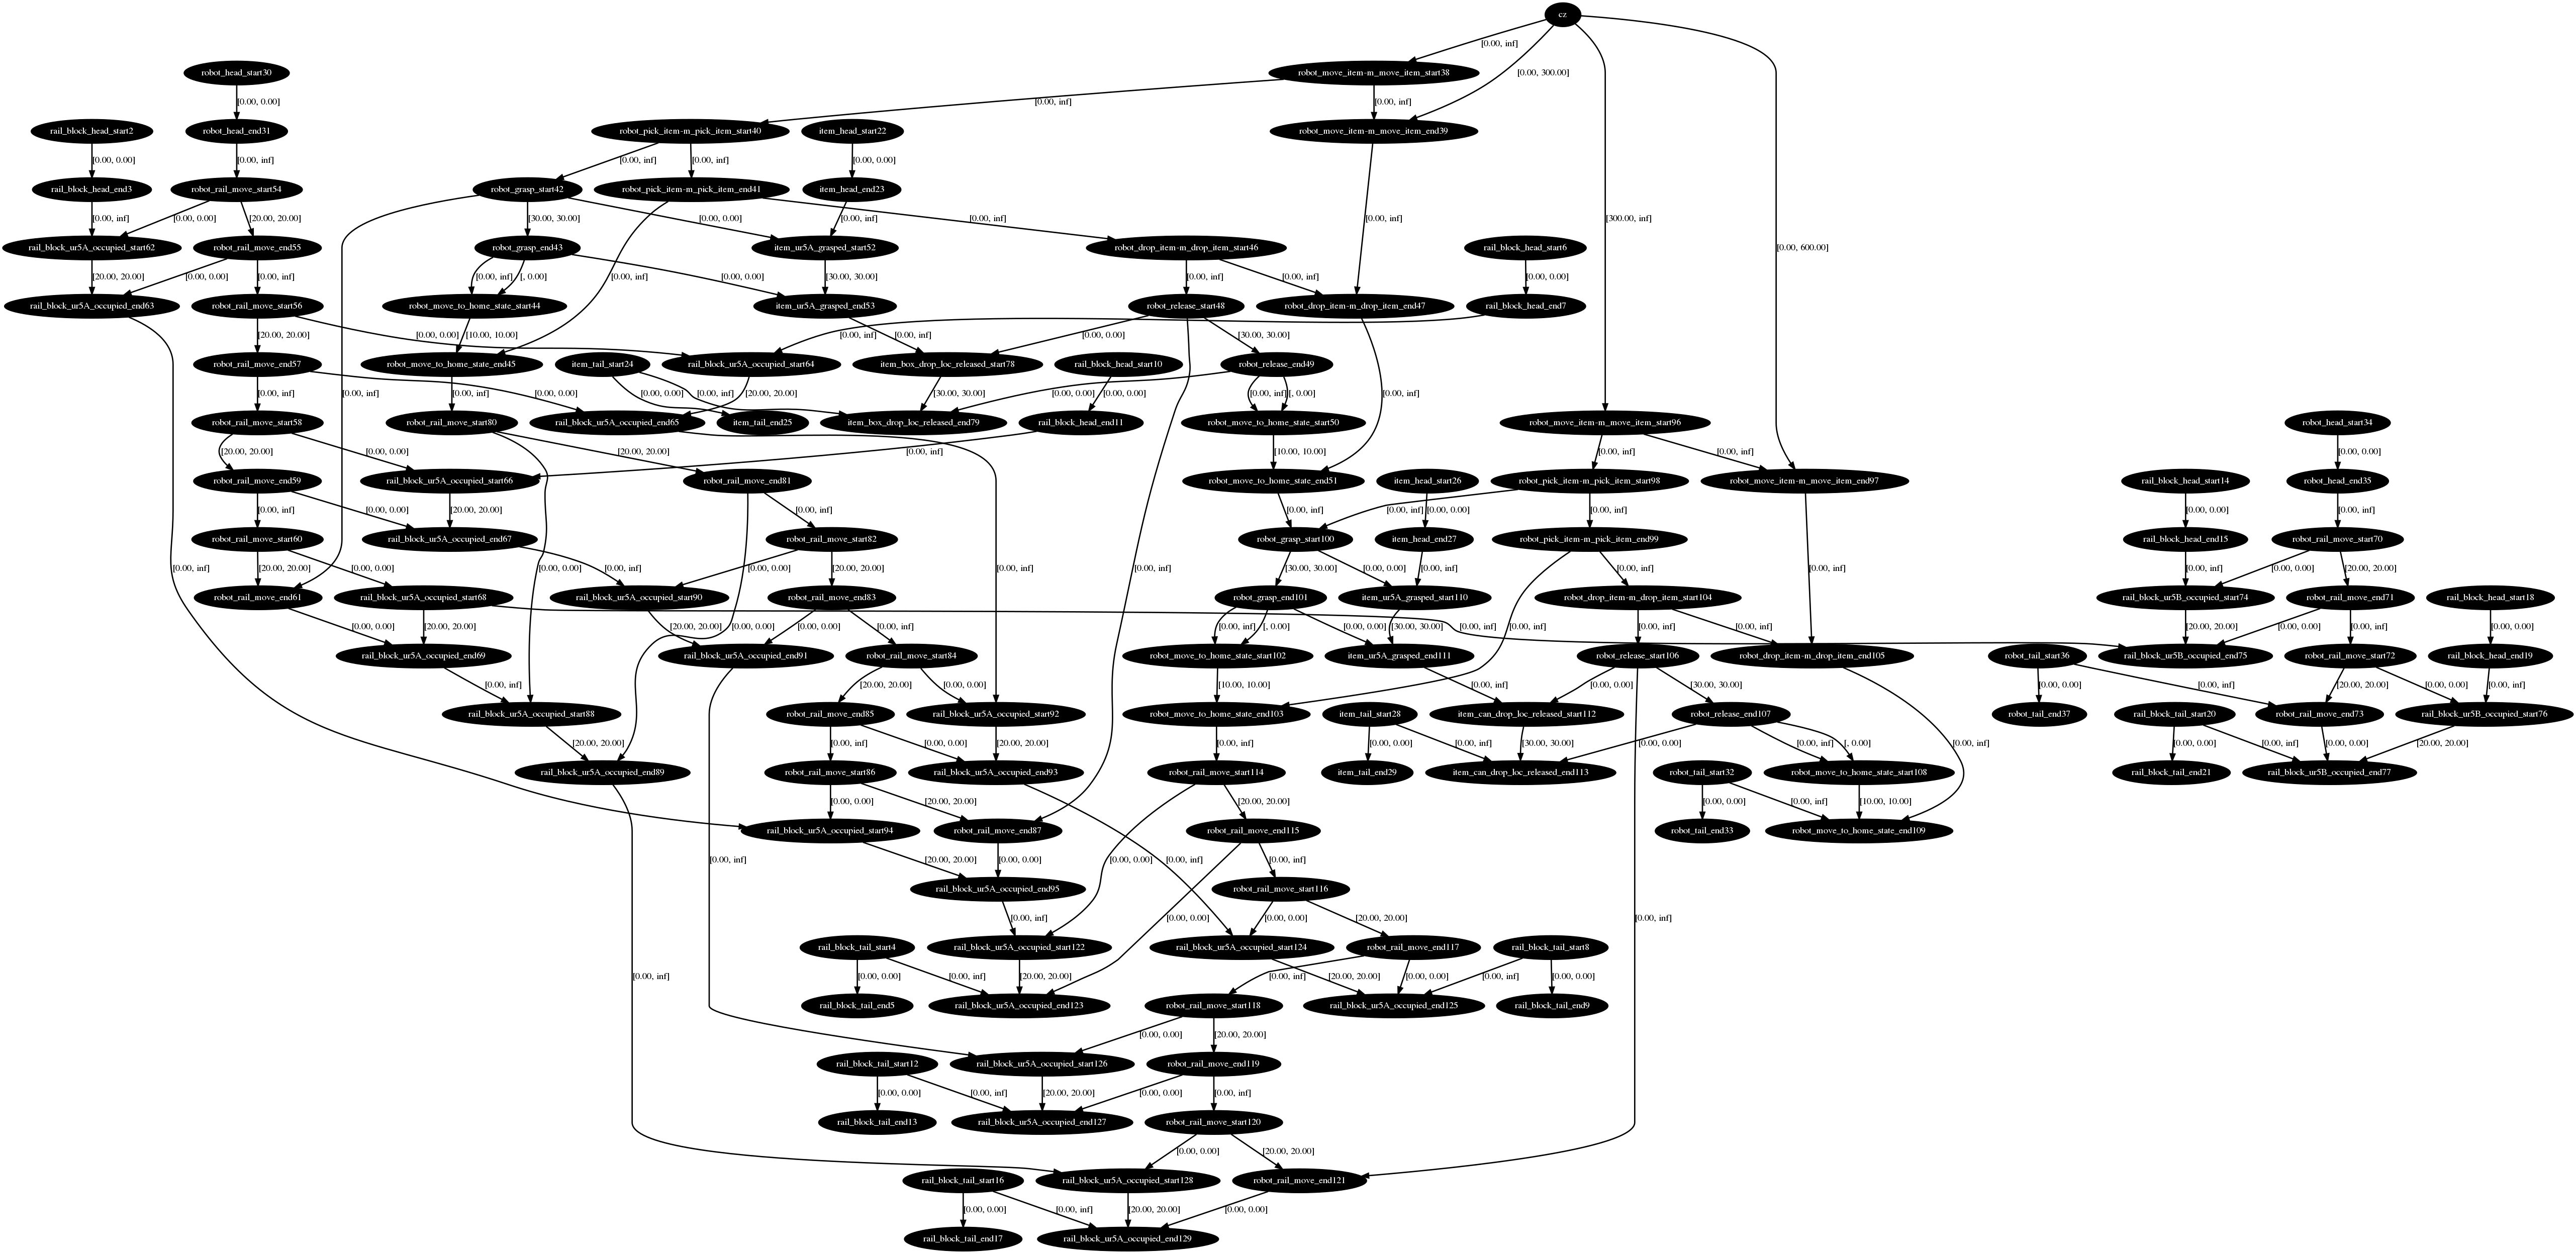 cz
[0.00, inf]
robot_head_start30
robot_move_item-m_move_item_start38
[0.00, 300.00]
[0.00, 0.00]
[0.00, inf]
[0.00, inf]
rail_block_head_start2
robot_head_end31
robot_pick_item-m_pick_item_start40
item_head_start22
robot_move_item-m_move_item_end39
[0.00, 0.00]
[0.00, inf]
[0.00, inf]
[0.00, inf]
[0.00, 0.00]
rail_block_head_end3
robot_rail_move_start54
robot_grasp_start42
robot_pick_item-m_pick_item_end41
item_head_end23
[0.00, inf]
[0.00, 0.00]
[20.00, 20.00]
[30.00, 30.00]
[0.00, 0.00]
[0.00, inf]
[0.00, inf]
[0.00, inf]
[300.00, inf]
rail_block_ur5A_occupied_start62
robot_rail_move_end55
robot_grasp_end43
item_ur5A_grasped_start52
robot_drop_item-m_drop_item_start46
rail_block_head_start6
[0.00, 600.00]
[20.00, 20.00]
[0.00, 0.00]
[0.00, inf]
[0.00, inf]
[, 0.00]
[0.00, inf]
[0.00, 0.00]
[30.00, 30.00]
[0.00, inf]
[0.00, inf]
[0.00, 0.00]
rail_block_ur5A_occupied_end63
robot_rail_move_start56
robot_move_to_home_state_start44
item_ur5A_grasped_end53
robot_release_start48
robot_drop_item-m_drop_item_end47
rail_block_head_end7
[20.00, 20.00]
[0.00, 0.00]
[10.00, 10.00]
[0.00, inf]
[0.00, inf]
[0.00, 0.00]
[30.00, 30.00]
robot_rail_move_end57
robot_move_to_home_state_end45
item_tail_start24
rail_block_ur5A_occupied_start64
item_box_drop_loc_released_start78
rail_block_head_start10
robot_release_end49
[0.00, inf]
[0.00, inf]
[0.00, inf]
[0.00, 0.00]
[0.00, 0.00]
[0.00, inf]
[20.00, 20.00]
[30.00, 30.00]
[0.00, 0.00]
[0.00, 0.00]
[0.00, inf]
[, 0.00]
[0.00, inf]
robot_rail_move_start58
robot_rail_move_start80
rail_block_ur5A_occupied_end65
item_tail_end25
item_box_drop_loc_released_end79
rail_block_head_end11
robot_move_to_home_state_start50
robot_move_item-m_move_item_start96
robot_head_start34
[20.00, 20.00]
[0.00, 0.00]
[20.00, 20.00]
[0.00, inf]
[10.00, 10.00]
[0.00, inf]
[0.00, inf]
[0.00, 0.00]
robot_rail_move_end59
rail_block_ur5A_occupied_start66
robot_rail_move_end81
robot_move_to_home_state_end51
item_head_start26
robot_pick_item-m_pick_item_start98
robot_move_item-m_move_item_end97
rail_block_head_start14
robot_head_end35
[0.00, inf]
[0.00, 0.00]
[20.00, 20.00]
[0.00, inf]
[0.00, inf]
[0.00, inf]
[0.00, 0.00]
[0.00, inf]
[0.00, 0.00]
[0.00, inf]
robot_rail_move_start60
rail_block_ur5A_occupied_end67
robot_rail_move_start82
robot_grasp_start100
item_head_end27
robot_pick_item-m_pick_item_end99
rail_block_head_end15
robot_rail_move_start70
[0.00, inf]
[20.00, 20.00]
[0.00, 0.00]
[0.00, 0.00]
[0.00, inf]
[0.00, 0.00]
[20.00, 20.00]
[0.00, inf]
[0.00, inf]
[30.00, 30.00]
[0.00, 0.00]
[0.00, inf]
[0.00, inf]
[0.00, inf]
[0.00, inf]
[0.00, 0.00]
[20.00, 20.00]
robot_rail_move_end61
rail_block_ur5A_occupied_start68
rail_block_ur5A_occupied_start90
robot_rail_move_end83
robot_grasp_end101
item_ur5A_grasped_start110
robot_drop_item-m_drop_item_start104
rail_block_ur5B_occupied_start74
robot_rail_move_end71
rail_block_head_start18
[0.00, 0.00]
[20.00, 20.00]
[20.00, 20.00]
[0.00, 0.00]
[0.00, 0.00]
[0.00, inf]
[0.00, inf]
[, 0.00]
[0.00, 0.00]
[30.00, 30.00]
[0.00, inf]
[0.00, inf]
[0.00, inf]
[0.00, inf]
[20.00, 20.00]
[0.00, 0.00]
[0.00, inf]
[0.00, 0.00]
rail_block_ur5A_occupied_end69
rail_block_ur5A_occupied_end91
robot_rail_move_start84
robot_move_to_home_state_start102
item_ur5A_grasped_end111
robot_release_start106
robot_drop_item-m_drop_item_end105
robot_tail_start36
rail_block_ur5B_occupied_end75
robot_rail_move_start72
rail_block_head_end19
[0.00, inf]
[20.00, 20.00]
[0.00, 0.00]
[10.00, 10.00]
[0.00, inf]
[0.00, 0.00]
[30.00, 30.00]
[0.00, 0.00]
[0.00, inf]
[20.00, 20.00]
[0.00, 0.00]
[0.00, inf]
rail_block_ur5A_occupied_start88
robot_rail_move_end85
rail_block_ur5A_occupied_start92
robot_move_to_home_state_end103
item_tail_start28
item_can_drop_loc_released_start112
robot_release_end107
robot_tail_end37
rail_block_tail_start20
robot_rail_move_end73
rail_block_ur5B_occupied_start76
[20.00, 20.00]
[0.00, inf]
[0.00, 0.00]
[20.00, 20.00]
[0.00, inf]
[0.00, 0.00]
[0.00, inf]
[30.00, 30.00]
[0.00, 0.00]
[0.00, inf]
[, 0.00]
[0.00, inf]
[0.00, 0.00]
[0.00, inf]
[0.00, 0.00]
[20.00, 20.00]
rail_block_ur5A_occupied_end89
robot_rail_move_start86
rail_block_ur5A_occupied_end93
robot_rail_move_start114
item_tail_end29
item_can_drop_loc_released_end113
robot_tail_start32
robot_move_to_home_state_start108
rail_block_tail_end21
rail_block_ur5B_occupied_end77
[0.00, 0.00]
[20.00, 20.00]
[20.00, 20.00]
[0.00, 0.00]
[0.00, inf]
[10.00, 10.00]
rail_block_ur5A_occupied_start94
robot_rail_move_end87
robot_rail_move_end115
robot_tail_end33
robot_move_to_home_state_end109
[0.00, inf]
[20.00, 20.00]
[0.00, 0.00]
[0.00, 0.00]
[0.00, inf]
[0.00, inf]
rail_block_ur5A_occupied_end95
robot_rail_move_start116
[0.00, inf]
[0.00, 0.00]
[0.00, 0.00]
[20.00, 20.00]
[0.00, inf]
rail_block_tail_start4
rail_block_ur5A_occupied_start122
rail_block_ur5A_occupied_start124
robot_rail_move_end117
rail_block_tail_start8
[0.00, inf]
[0.00, 0.00]
[0.00, inf]
[20.00, 20.00]
[0.00, inf]
[20.00, 20.00]
[0.00, 0.00]
[0.00, inf]
[0.00, 0.00]
rail_block_tail_end5
rail_block_ur5A_occupied_end123
robot_rail_move_start118
rail_block_ur5A_occupied_end125
rail_block_tail_end9
[0.00, 0.00]
[20.00, 20.00]
rail_block_tail_start12
rail_block_ur5A_occupied_start126
robot_rail_move_end119
[0.00, 0.00]
[0.00, inf]
[20.00, 20.00]
[0.00, 0.00]
[0.00, inf]
rail_block_tail_end13
rail_block_ur5A_occupied_end127
robot_rail_move_start120
[0.00, 0.00]
[20.00, 20.00]
rail_block_tail_start16
rail_block_ur5A_occupied_start128
robot_rail_move_end121
[0.00, 0.00]
[0.00, inf]
[20.00, 20.00]
[0.00, 0.00]
rail_block_tail_end17
rail_block_ur5A_occupied_end129